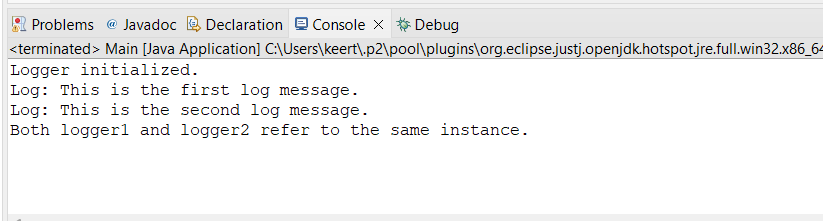 Problems @ Javadoc Declaration Console × Debug
<terminated> Main [Java Application] C:\Users\keert\.p2\pool\plugins\org.eclipse.justj.openjdk.hotspot.jre.full.win32.x86_64
Logger initialized.
Log: This is the first log message.
Log: This is the second log message.
Both logger1 and logger2 refer to the same instance.